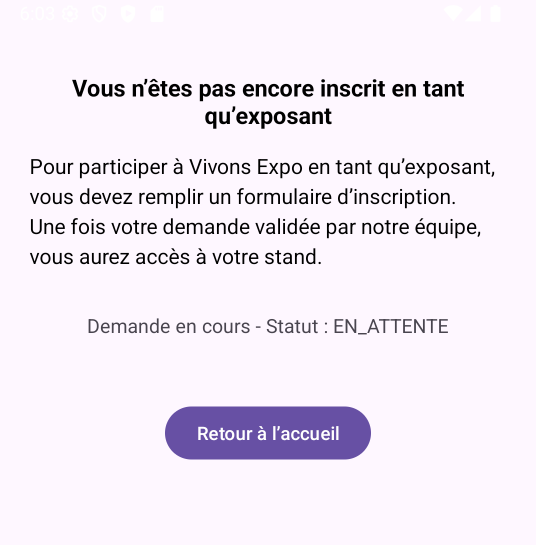 6:03
Vous n’êtes pas encore inscrit en tant
qu’exposant
Pour participer à Vivons Expo en tant qu’exposant,
vous devez remplir un formulaire d’inscription.
Une fois votre demande validée par notre équipe,
vous aurez accès à votre stand.
Demande en cours - Statut : EN_ATTENTE
Retour à l’accueil